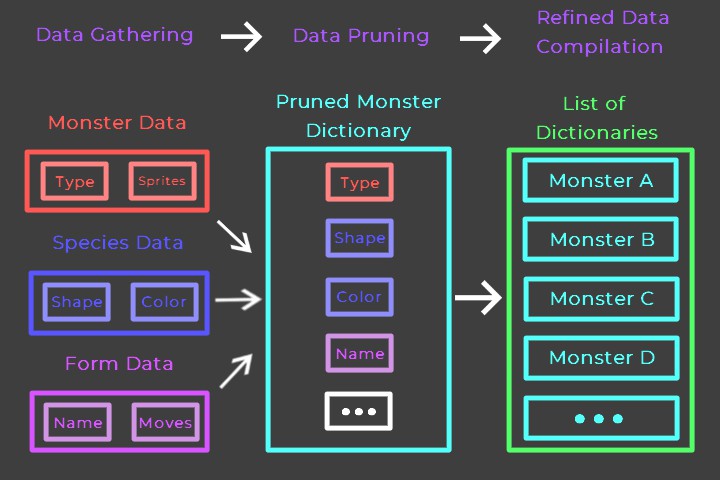 Data Gathering
Data Pruning
Refined Data
Compilation
Monster Data
Type
Sprites
Species Data
Shape
Color
Form Data
Name
Moves
Pruned Monster
Dictionary
Type
Shape
Color
Name
...
List of
Dictionaries
Monster A
Monster B
Monster C
Monster D
...